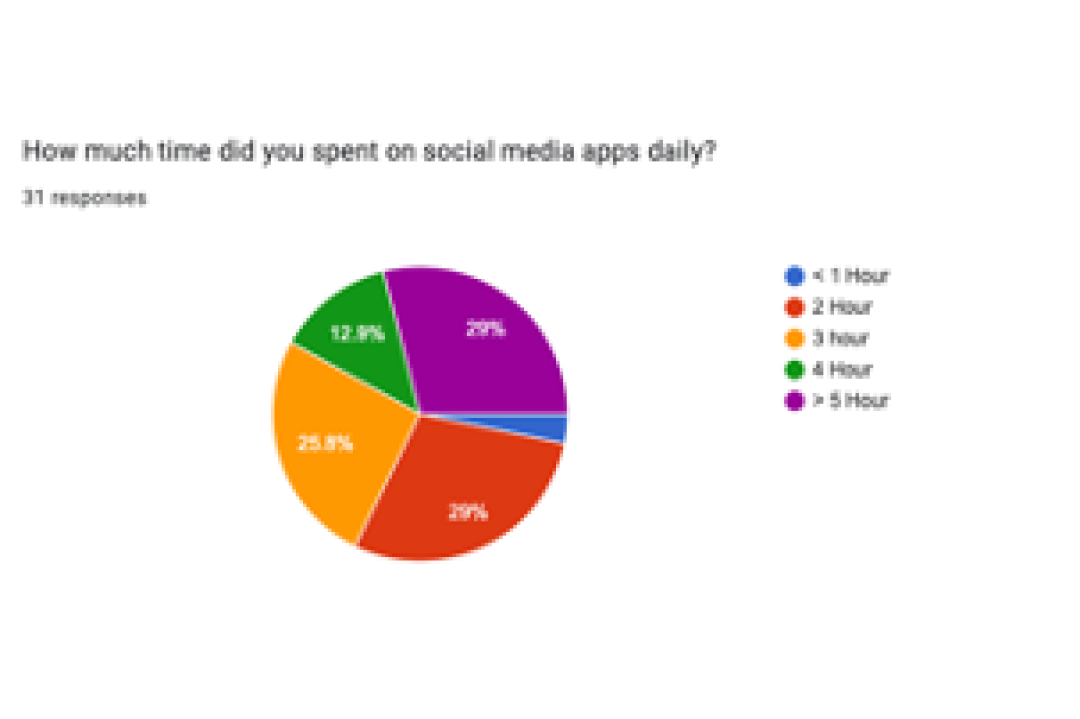 How much time did you spent on social media apps daily?
31 responses
< 1 Hour
2 Hour
3 hour
4 Hour
> 5 Hour
12.9%
29%
25.8%
29%